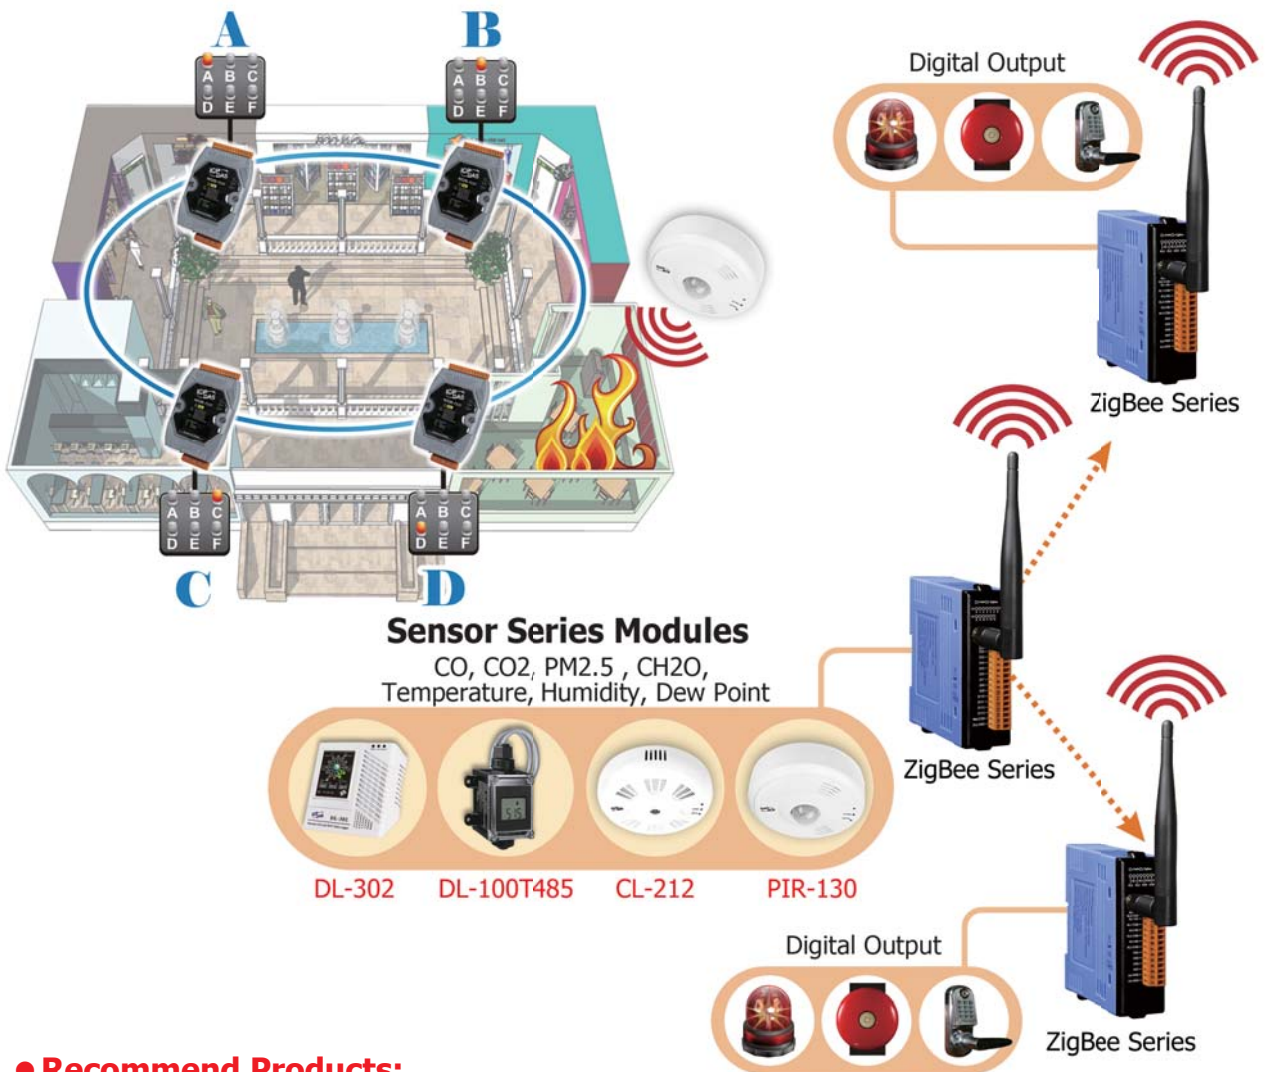 A
B
A B C
D E F
A B C
D E F
Digital Output
ZigBee Series
A B C
D E F
A B C
D E F
C
D
Sensor Series Modules
CO, CO2, PM2.5 , CH2O,
Temperature, Humidity, Dew Point
ZigBee Series
DL-302
DL-100T485
CL-212
PIR-130
Digital Output
ZigBee Series
● Recommend Products: